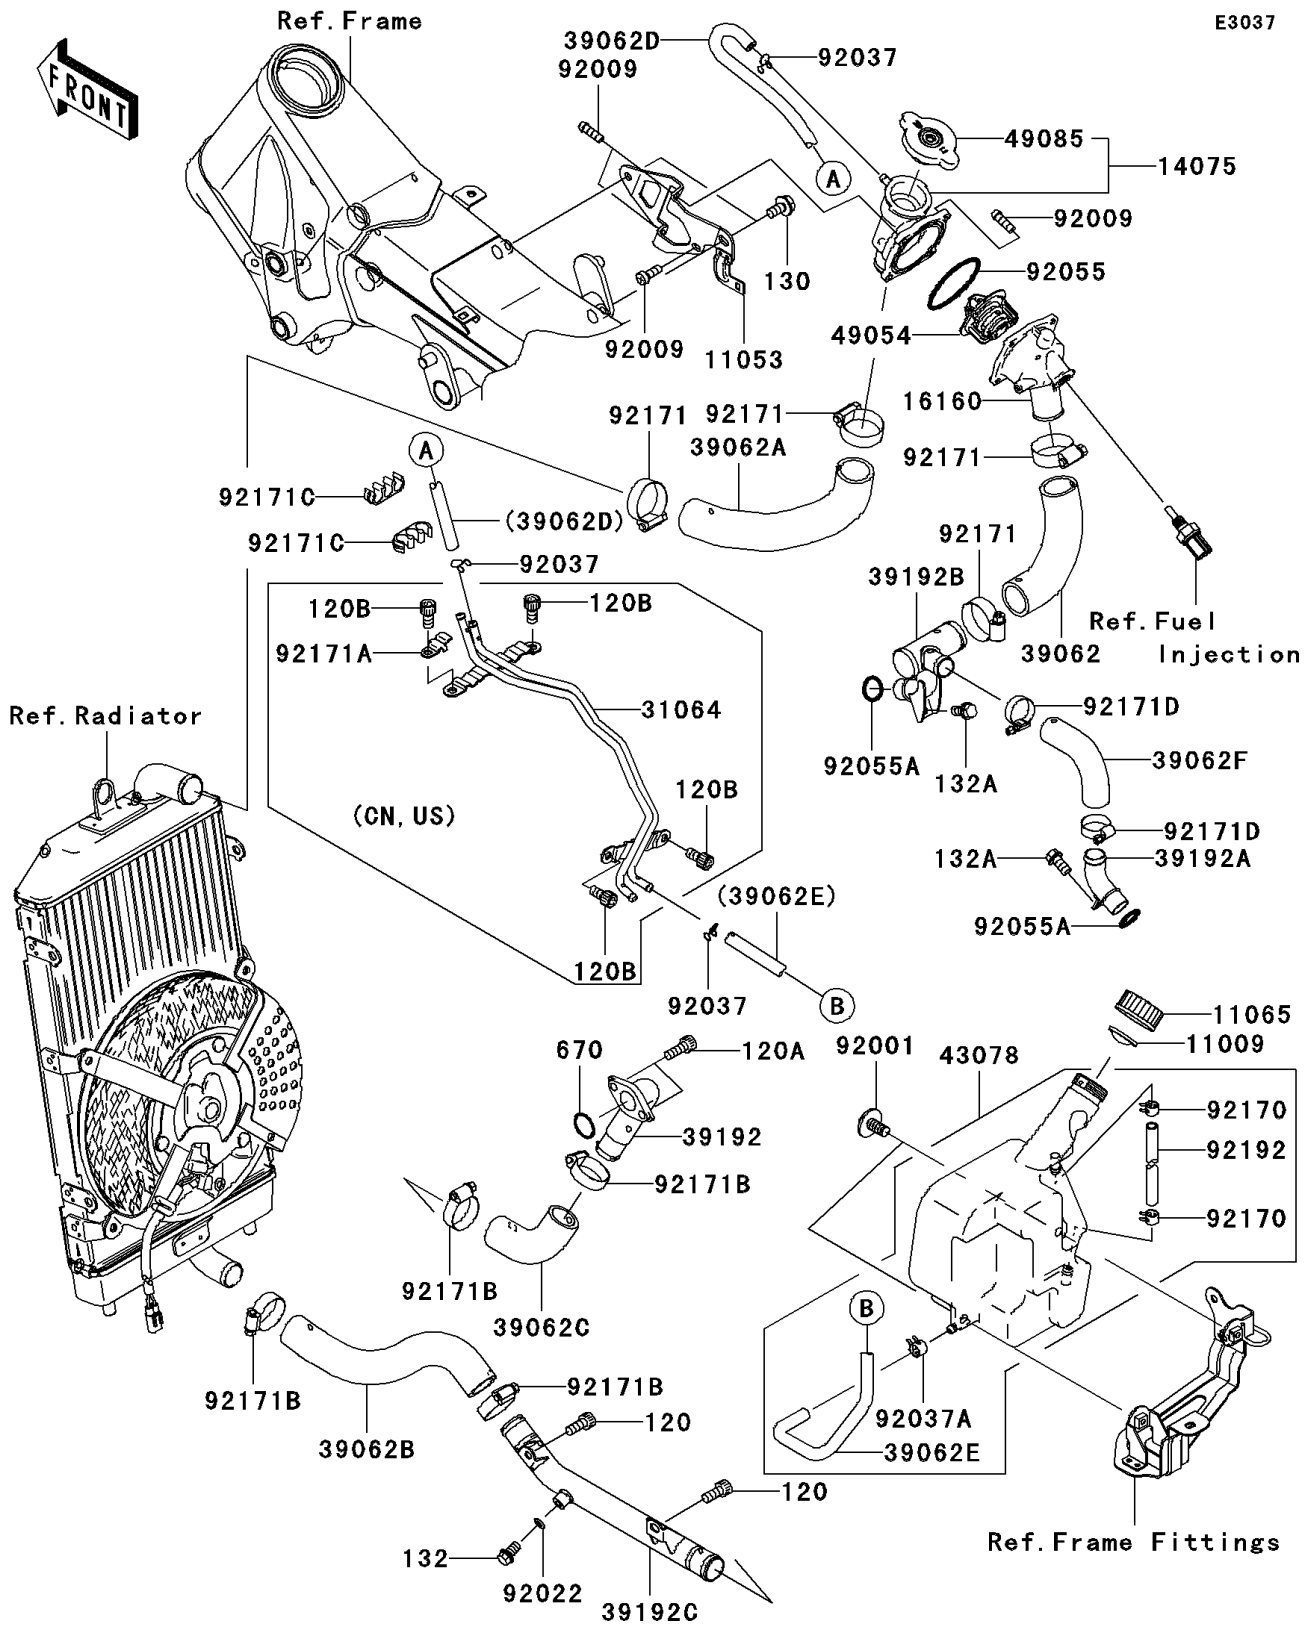 Ref.Frame
E3037
FRONT
39062D
92037
92009
49085
14075
A
92009
92055
130
49054
92009
11053
16160
92171
92171
39062A
92171
A
92171C
(39062D)
92171C
92037
92171
39192B
120B
120B
Ref.Fuel
Injection
92171A
39062
Ref.Radiator
31064
92171D
92055A
132A
39062F
120B
(CN,US)
92171D
132A
39192A
(39062E)
92055A
120B
92037
B
11065
670
120A
92001
43078
11009
92170
39192
92192
92171B
92170
92171B
39062C
B
92171B
92171B
92037A
39062B
120
39062E
120
132
Ref.Frame Fittings
92022
39192C